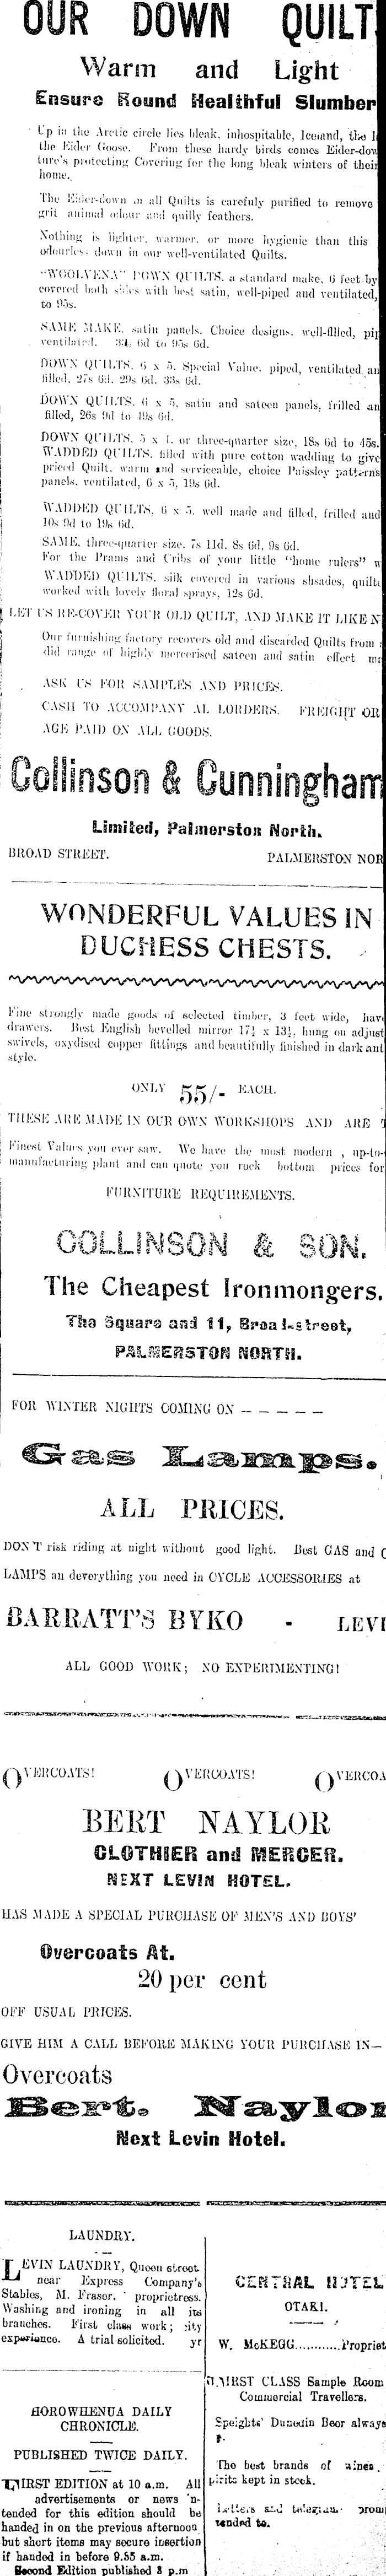 OUR DOWN QUILT
Warm and Light
Ensure Round Healthful Slumber
Up in the Arctic circle lies bleak, inhospitable, Iceland, the
the Eider Goose. From these hardy birds comes Eider-dow
ture's protecting Covering for the long bleak winters of their
home.
The Eider-down in all Quilts is carefuly purified to remove
grit animal odour and quilly feathers.
Nothing is lighter, warmer, or more hygienic than this
odourless down in our well-ventilated Quilts.
"WOOLVENA" DOWN QUILTS, a standard make, 6 feet by
covered both sides with best satin, well-piped and ventilated,
to 95s.
SAME MAKE, satin panels. Choice designs, well-filled, pip
ventilated. 6d to 95s 6d.
DOWN QUILTS, 6 x 5. Special Value, piped, ventilated an
filled, 27s 6d, 29s 6d, 33s 6d.
DOWN QUILTS, 6 x 5, satin and sateen panels, frilled an
filled, 26s 9d to 49s 6d.
DOWN QUILTS, 5 x 4, or three-quarter size, 18s 6d to 45s.
WADDED QUILTS, filled with pure cotton wadding to give
priced Quilt, warm and serviceable, choice Paissley patterns
panels, ventilated, 6 x 5, 19s 6d.
WADDED QUILTS, 6 x 5, well made and filled, frilled and
10s 9d to 19s 6d.
SAME, three-quarter size, 7s 11d, 8s 6d, 9s 6d.
For the Prams and Cribs of your little "home rulers" w
WADDED QUILTS, silk covered in various shsades, quilt
worked with lovely floral sprays, 12s 6d.
LET US RE-COVER YOUR OLD QUILT, AND MAKE IT LIKE N
Our furnishing factory recovers old and discarded Quilts from
did range of highly mercerised sateen and satin effect
ASK US FOR SAMPLES AND PRICES.
CASH TO ACCOMPANY AL LORDERS. FREIGHT OR
AGE PAID ON ALL GOODS.
Collinson & Cunningham
Limited, Palmerston North.
BROAD STREET. PALMERSTON NOR
WONDERFUL VALUES IN
DUCHESS CHESTS.
Fine strongly made goods of selected timber, 3 feet wide, hav
drawers. Best English bevelled mirror 17½ x 13½, hung on adjust
swivels, oxydised copper fittings and beautifully finished in dark ant
style.
ONLY 55/- EACH.
THESE ARE MADE IN OUR OWN WORKSHOPS AND ARE T
Finest Values you ever saw. We have the most modern , up-to-
manufacturing plant and can quote you rock bottom prices for
FURNITURE REQUIREMENTS.
COLLINSON & SON.
The Cheapest Ironmongers.
The Square and 11, Broad-street,
PALMERSTON NORTH.
FOR WINTER NIGHTS COMING ON — — — — —
Gas Lamps.
ALL PRICES.
DON'T risk riding at night without good light. Best GAS and
LAMPS an deverything you need in CYCLE ACCESSORIES at
BARRATT'S BYKO - LEVI
ALL GOOD WORK; NO EXPERIMENTING!
OVERCOATS! OVERCOATS! OVERCOA
BERT NAYLOR
CLOTHIER and MERCER.
NEXT LEVIN HOTEL.
HAS MADE A SPECIAL PURCHASE OF MEN'S AND BOYS'
Overcoats At.
20 per cent
OFF USUAL PRICES.
GIVE HIM A CALL BEFORE MAKING YOUR PURCHASE IN—
Overcoats
Bert. Naylor
Next Levin Hotel.
LAUNDRY.
LEVIN LAUNDRY, Queen street
near Express Company's
Stables, M. Frasor. proprietress.
Washing and ironing in all its
branches. First class work; city
experience. A trial solicited. yr
HOROWHENUA DAILY
CHRONICLE.
PUBLISHED TWICE DAILY.
FIRST EDITION at 10 a.m. All
advertisements or news in-
tended for this edition should be
handed in on the previous afternoon
but short items may secure insertion
if handed in before 9.55 a.m.
Second Edition published 3 p.m
CENTRAL HOTEL
OTAKI.
W. McKEGG...........Propriet
FIRST CLASS Sample Room
Commercial Travellers.
Speights' Dunedin Beer always
The best brands of wines.
pirits kept in stock.
Letters and telegrams prom
tended to.